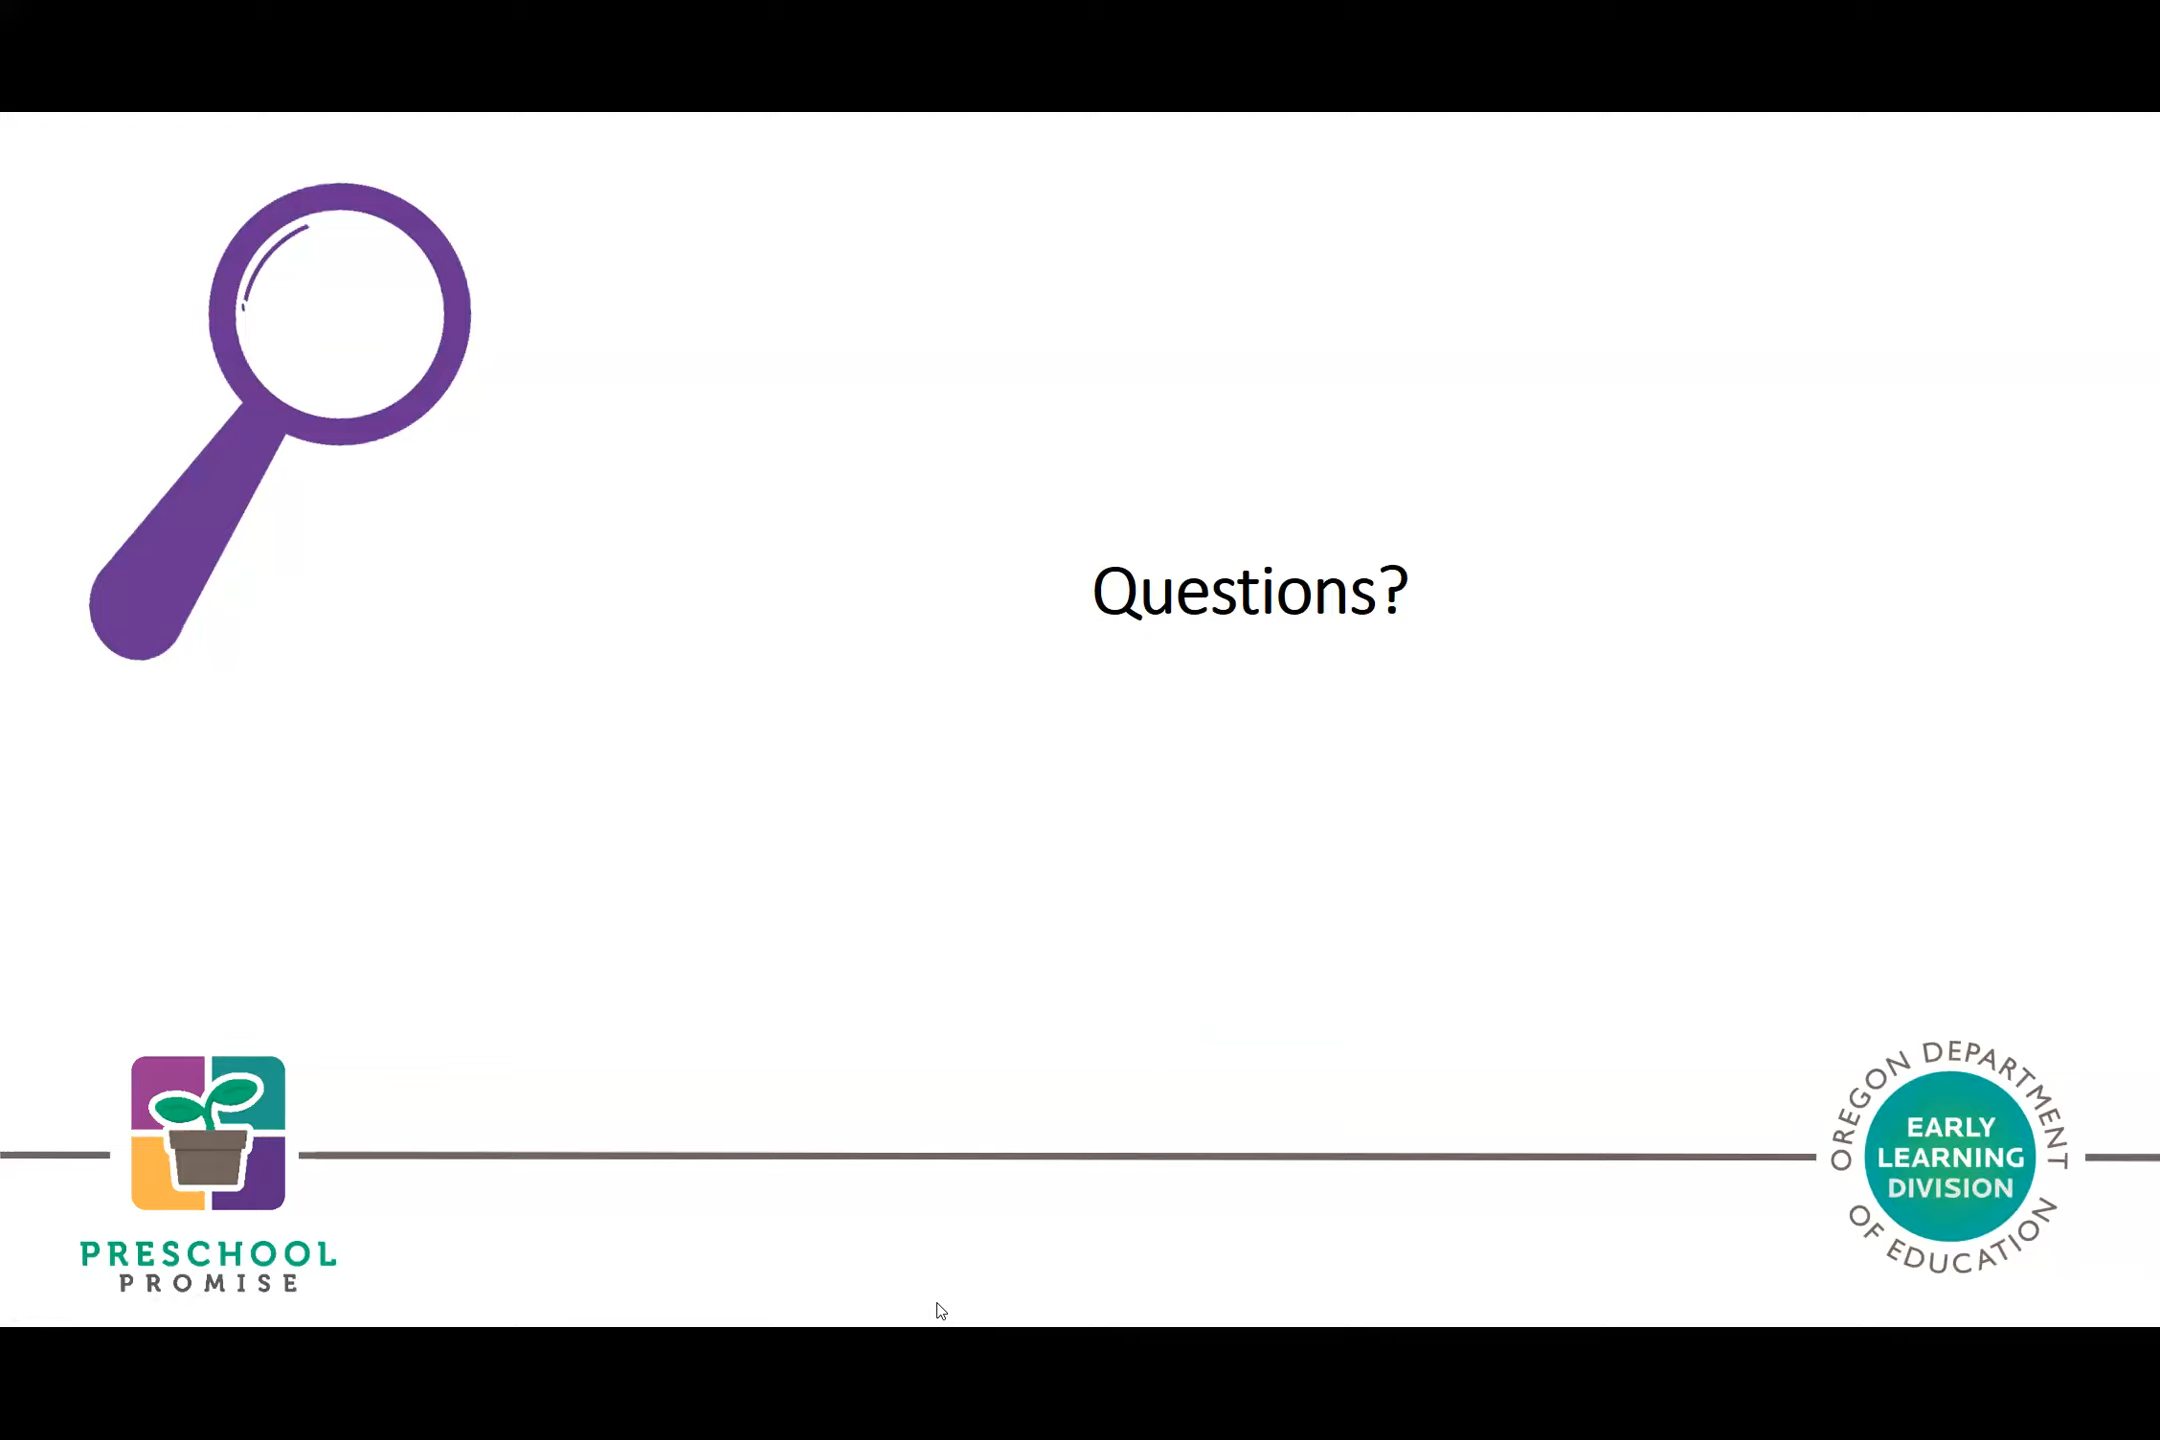 Questions?
PRESCHOOL
PROMISE
OREGON DEPARTMENT
EARLY
LEARNING
DIVISION
OF EDUCATION